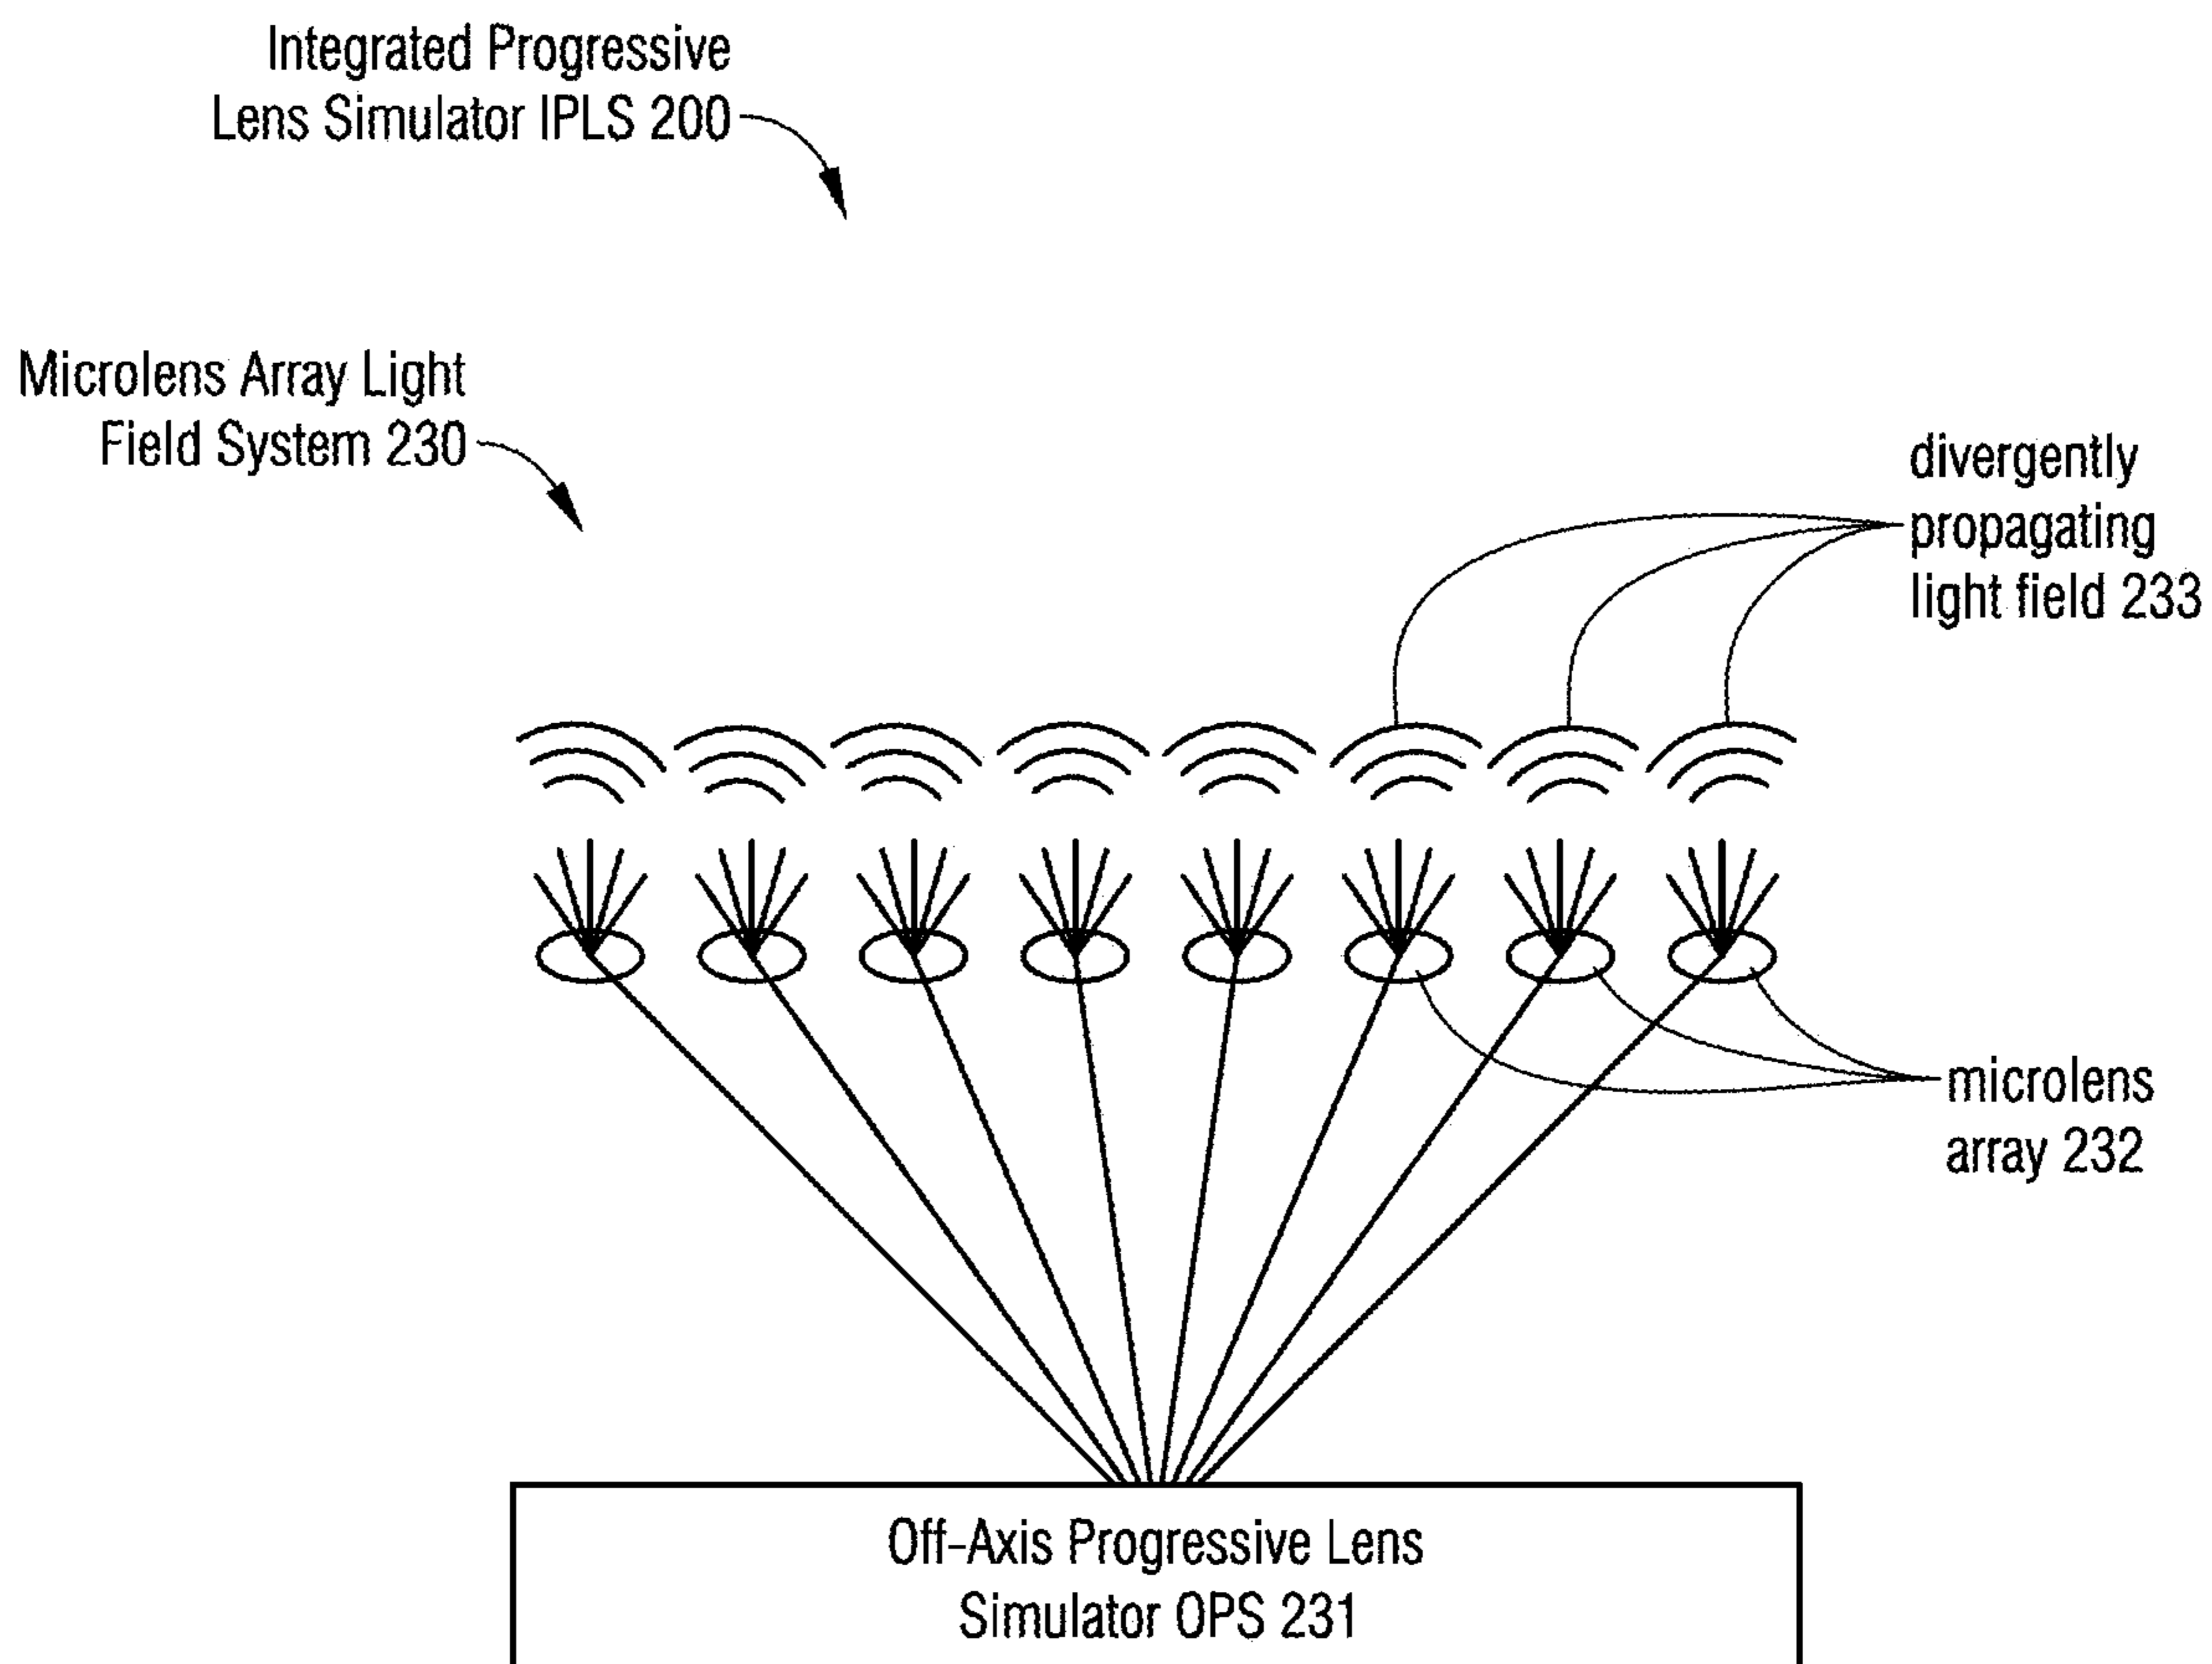 Integrated Progressive
Lens Simulator IPLS 200
Microlens Array Light
Field System 230
divergently
propagating
light field 233
microlens
array 232
Off-Axis Progressive Lens
Simulator OPS 231